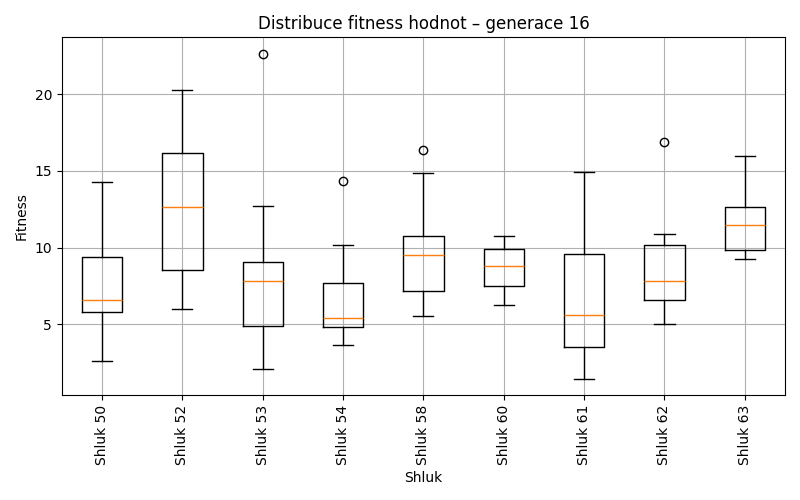 Distribuce fitness hodnot – generace 16
Fitness
20
15
10
5
Shluk 50
Shluk 52
Shluk 53
Shluk 54
Shluk 58
Shluk 60
Shluk 61
Shluk 62
Shluk 63
Shluk